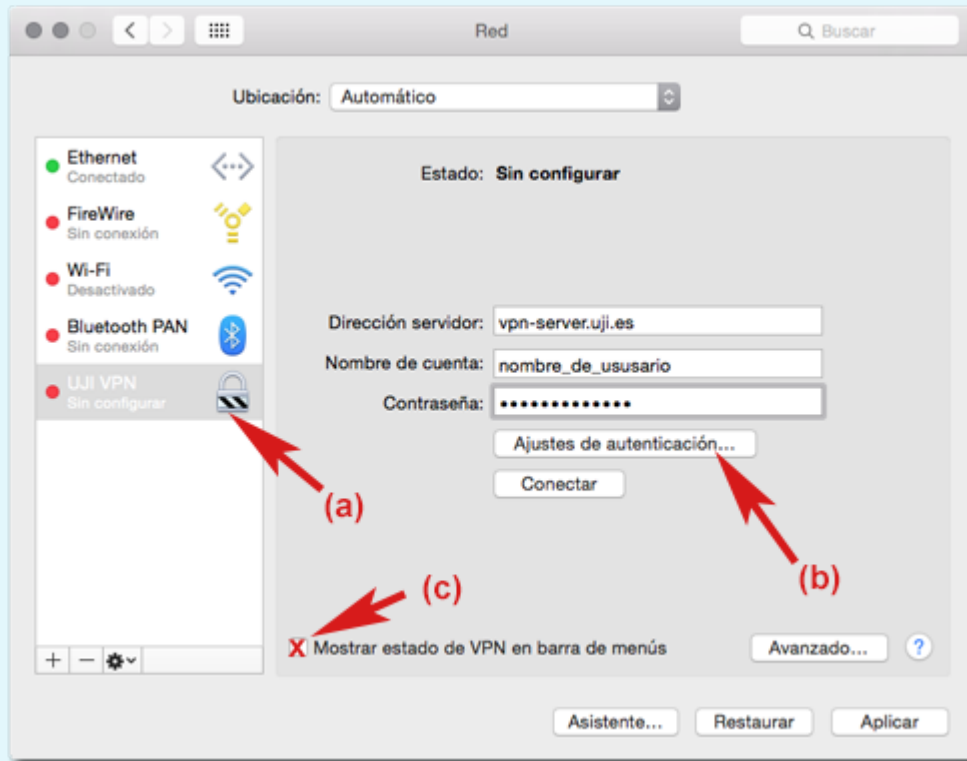 Red
Buscar
Ubicación: Automático
Ethernet
Conectado
FireWire
Sin conexión
Wi-Fi
Desactivado
Bluetooth PAN
Sin conexión
UJI VPN
Sin configurar
(a)
Estado: Sin configurar
Dirección servidor: vpn-server.uji.es
Nombre de cuenta: nombre_de_ususario
Contraseña: •••••••••••••
Ajustes de autenticación...
Conectar
(b)
(c)
X Mostrar estado de VPN en barra de menús
Avanzado... ?
Asistente... Restaurar Aplicar